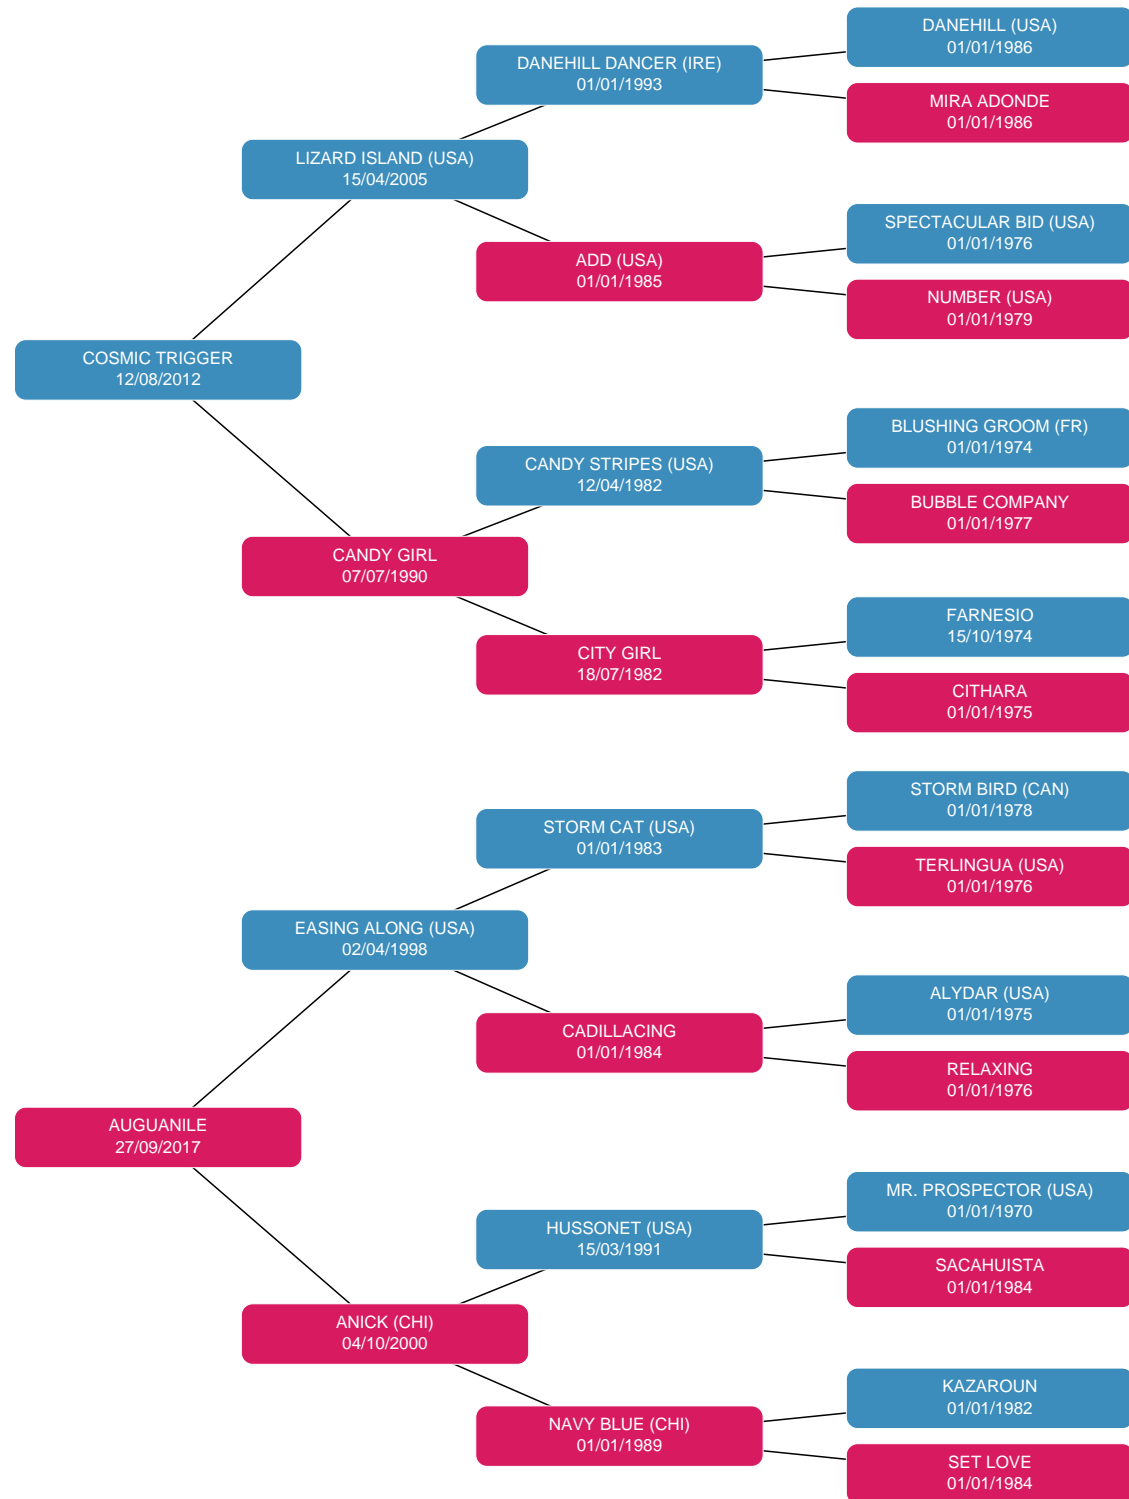 DANEHILL (USA)
01/01/1986
DANEHILL DANCER (IRE)
01/01/1993
MIRA ADONDE
01/01/1986
LIZARD ISLAND (USA)
15/04/2005
SPECTACULAR BID (USA)
01/01/1976
ADD (USA)
01/01/1985
NUMBER (USA)
01/01/1979
COSMIC TRIGGER
12/08/2012
BLUSHING GROOM (FR)
01/01/1974
CANDY STRIPES (USA)
12/04/1982
BUBBLE COMPANY
01/01/1977
CANDY GIRL
07/07/1990
FARNESIO
15/10/1974
CITY GIRL
18/07/1982
CITHARA
01/01/1975
STORM BIRD (CAN)
01/01/1978
STORM CAT (USA)
01/01/1983
TERLINGUA (USA)
01/01/1976
EASING ALONG (USA)
02/04/1998
ALYDAR (USA)
01/01/1975
CADILLACING
01/01/1984
RELAXING
01/01/1976
AUGUANILE
27/09/2017
MR. PROSPECTOR (USA)
01/01/1970
HUSSONET (USA)
15/03/1991
SACAHUISTA
01/01/1984
ANICK (CHI)
04/10/2000
KAZAROUN
01/01/1982
NAVY BLUE (CHI)
01/01/1989
SET LOVE
01/01/1984